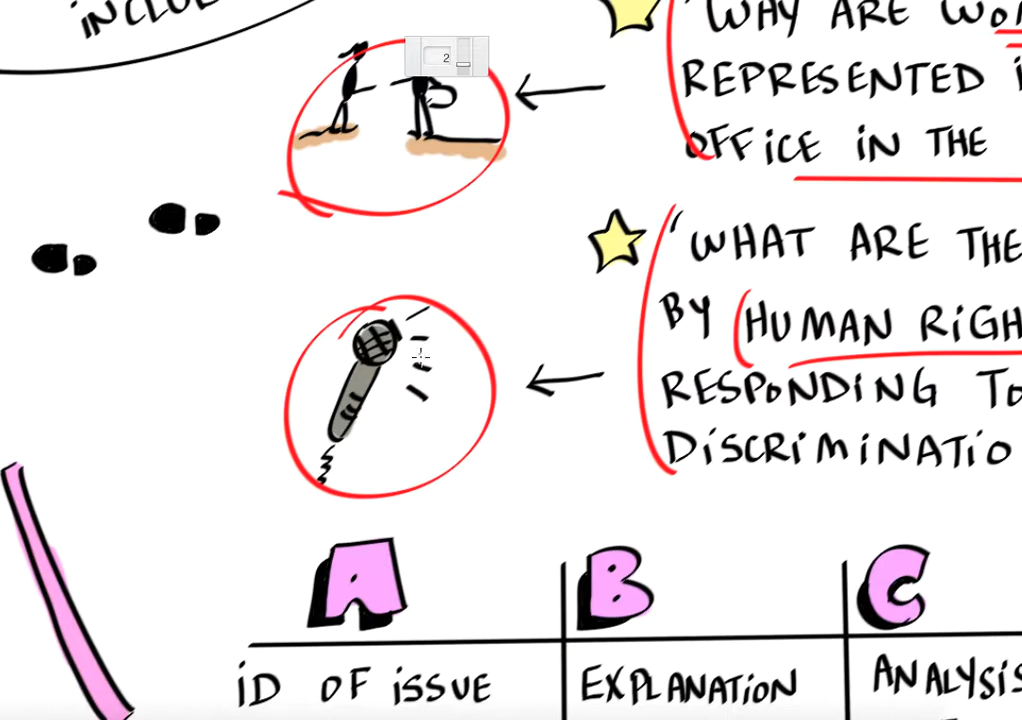 INCLU
2
'WHY ARE WO
REPRESENTED i
OFFiCE iN THE
'WHAT ARE THE
BY (HUMAN RiGH
RESPONDING TO
DiSCRiMiNATiO
A B C
iD OF iSSUE EXPLANATiON ANALYSiS